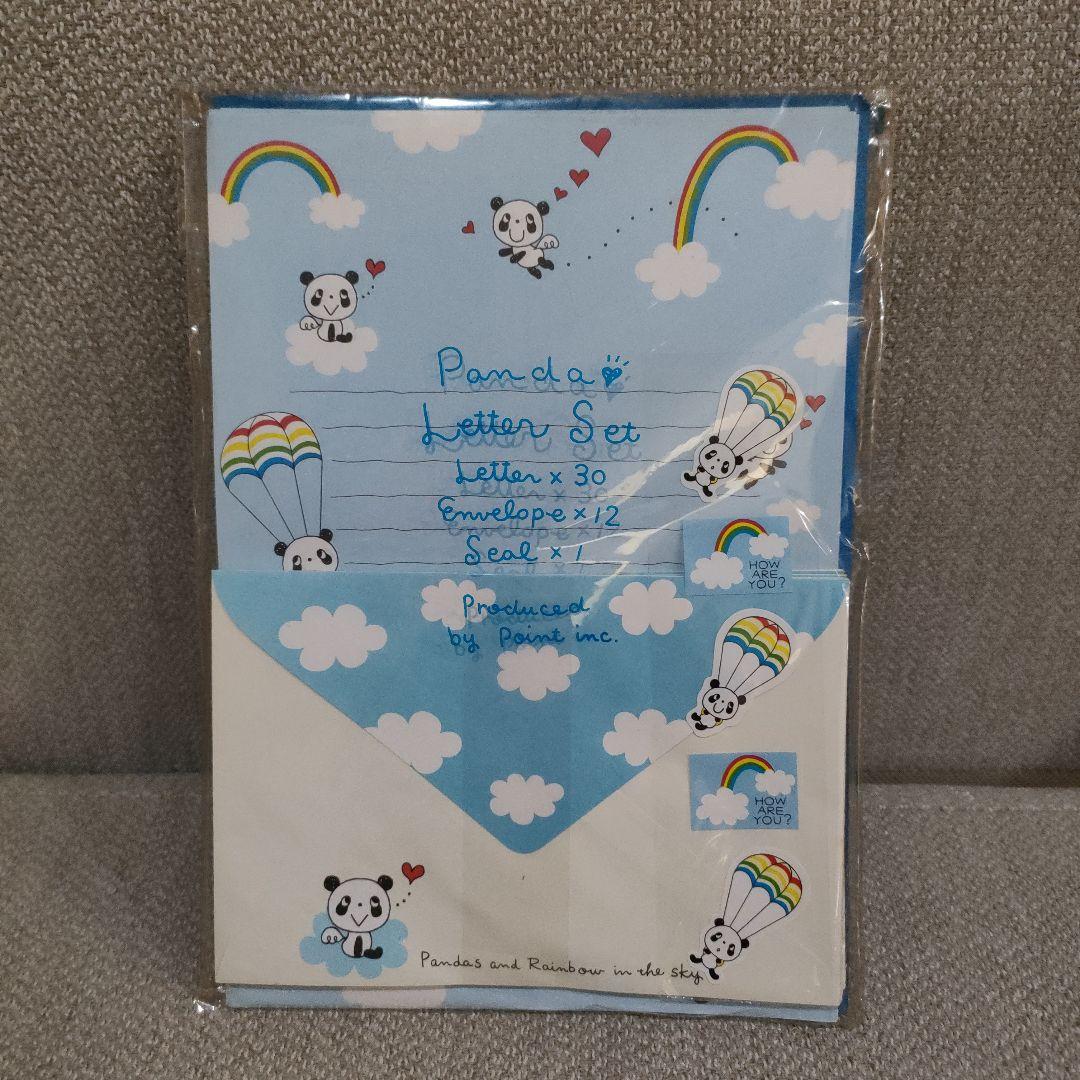 Panda
Letter Set
Letter x 30
Envelope x 12
Seal x 1
Produced
by Point inc.
HOW
ARE
YOU?
HOW
ARE
YOU?
Pandas and Rainbow in the sky